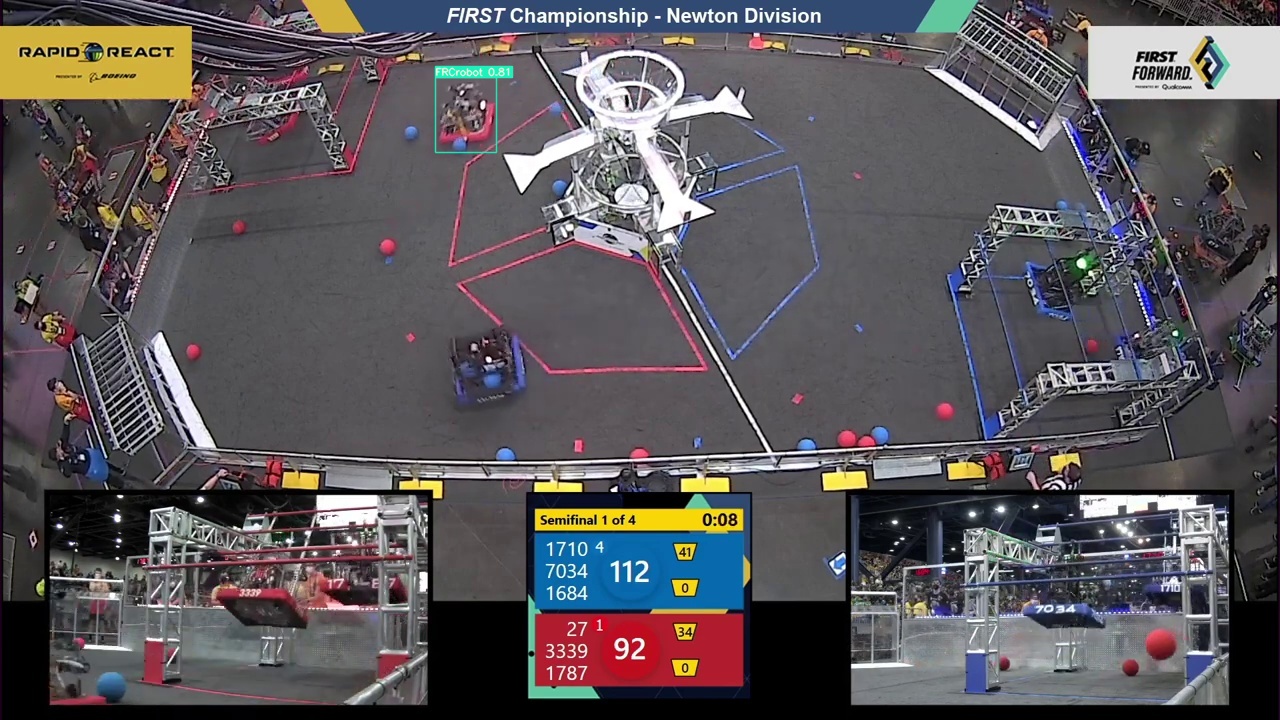 FIRST Championship - Newton Division
RAPID REACT
PRESENTED BY BOEING
FIRST
FORWARD
PRESENTED BY Qualcomm
FRCrobot 0.81
3339
17
7034
1710
Semifinal 1 of 4 0:08
1710 4
7034
1684
112
41
0
27 1
3339
1787
92
34
0